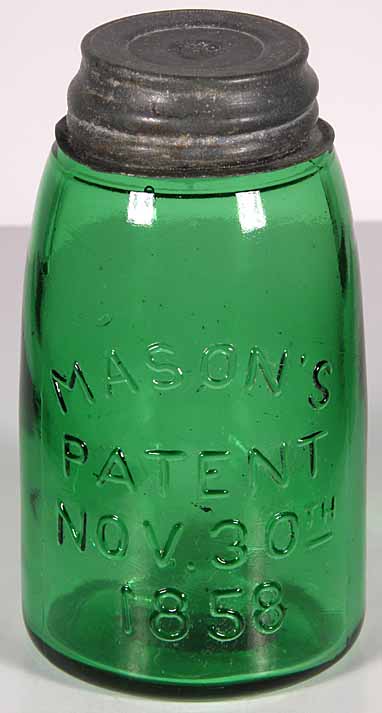 MASON'S
PATENT
NOV. 30TH
1858